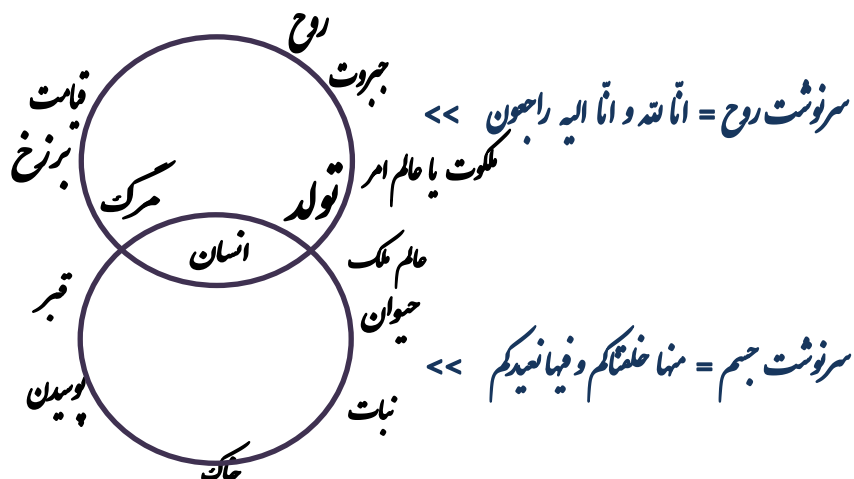 روح
جبروت
قیامت
سرنوشت روح = انّا لله و انّا الیه راجعون >>
برزخ
ملکوت یا عالم امر
مرگ
تولد
انسان
عالم ملک
قبر
حیوان
سرنوشت جسم = منها خلقناکم و فیها نعیدکم >>
پوسیدن
نبات
خاک